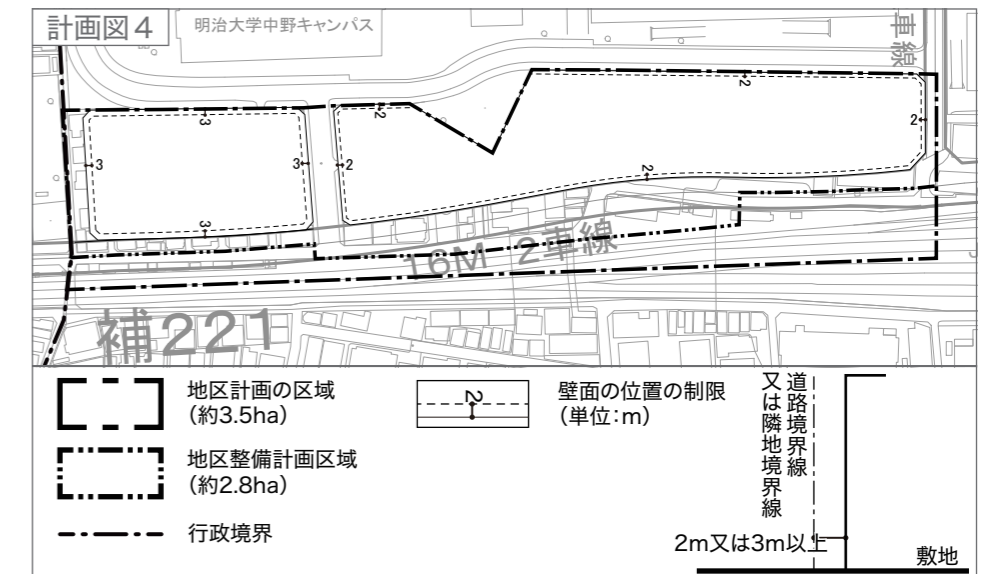 計画図4
明治大学中野キャンパス
車線
3
3
3
3
2
2
2
2
2
16M 2車線
補221
地区計画の区域
(約3.5ha)
地区整備計画区域
(約2.8ha)
行政境界
2
壁面の位置の制限
(単位:m)
道路境界線
又は隣地境界線
2m又は3m以上
敷地